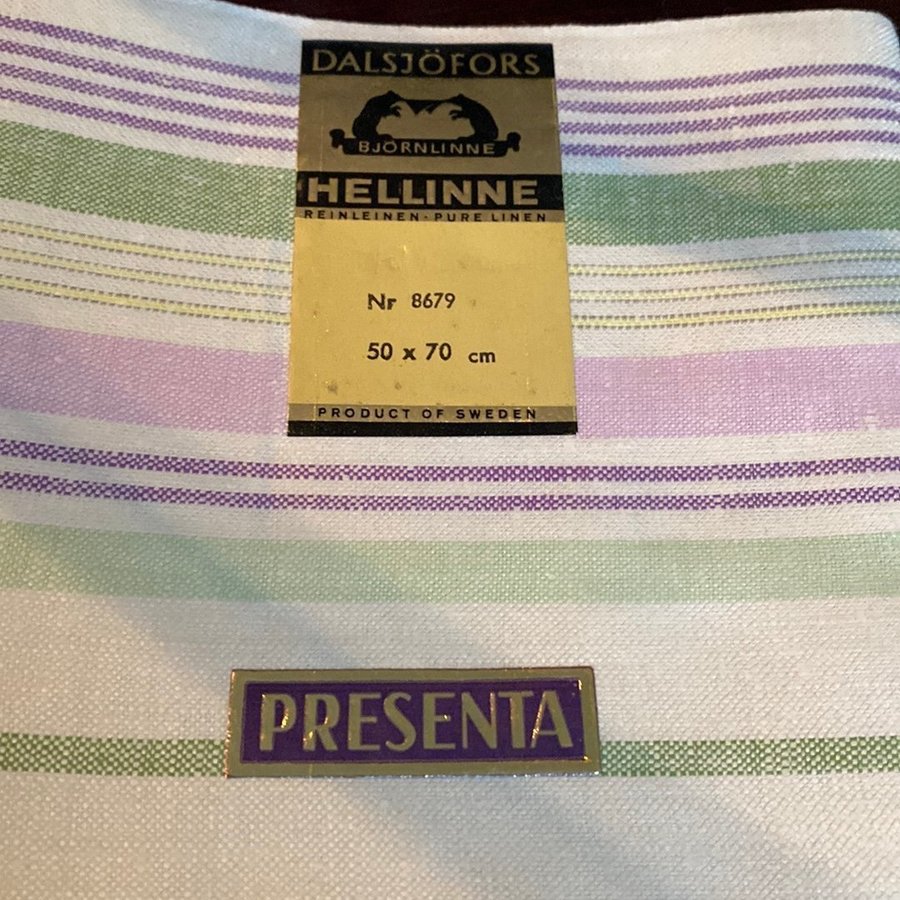 DALSJÖFORS
BJÖRNLINNE
HELLINNE
REINLEINEN - PURE LINEN
Nr 8679
50 x 70 cm
PRODUCT OF SWEDEN
PRESENTA